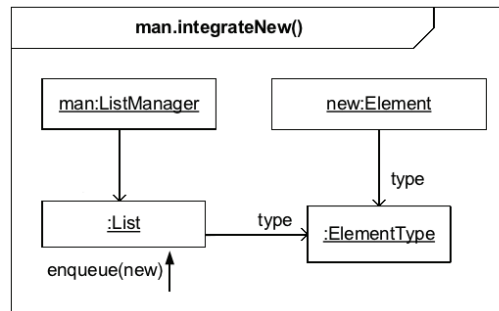 man.integrateNew()
man:ListManager
new:Element
type
:List
type
:ElementType
enqueue(new)